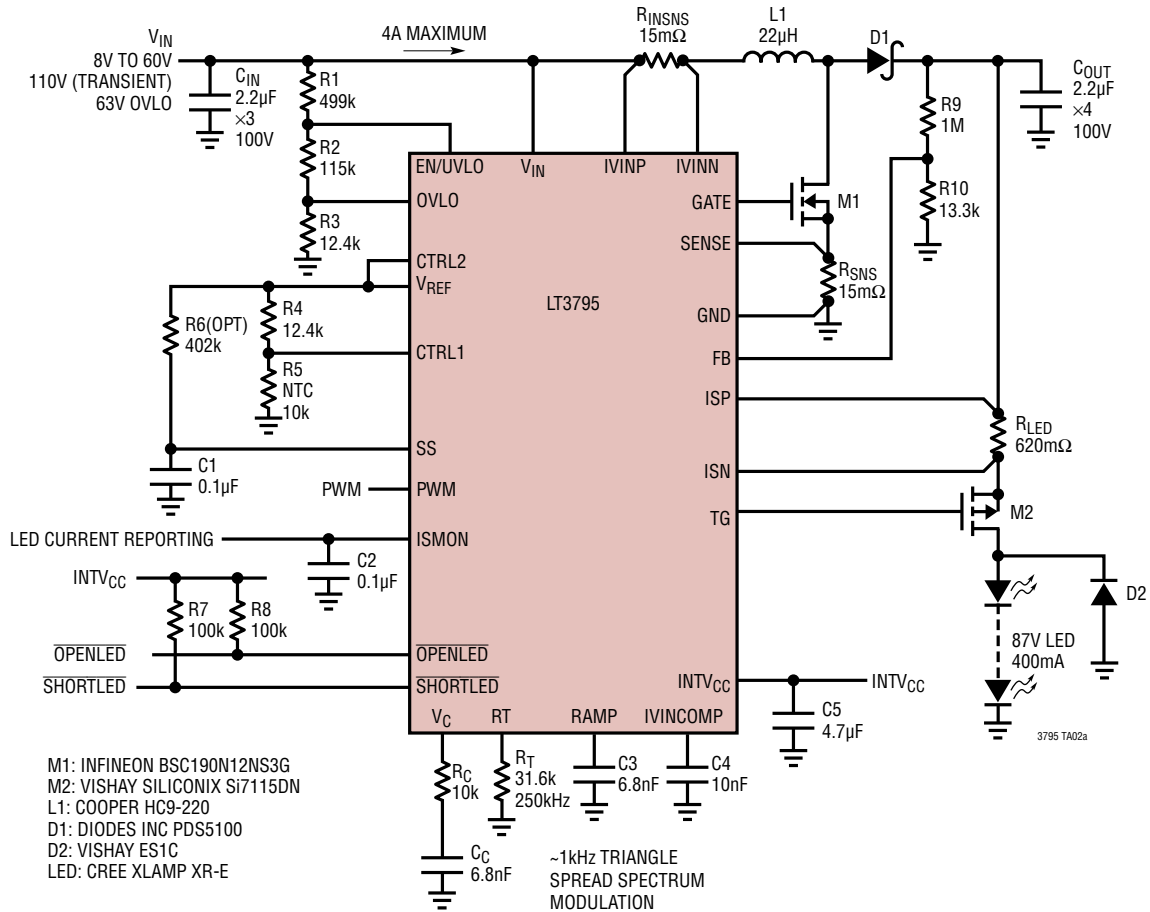 V_IN
8V TO 60V
110V (TRANSIENT)
63V OVLO
C_IN
2.2µF
×3
100V
4A MAXIMUM
R1
499k
R2
115k
R3
12.4k
R_INSNS
15mΩ
L1
22µH
D1
C_OUT
2.2µF
×4
100V
R9
1M
R10
13.3k
EN/UVLO
V_IN
IVINP
IVINN
OVLO
GATE
M1
SENSE
R_SNS
15mΩ
GND
CTRL2
V_REF
LT3795
R6(OPT)
402k
R4
12.4k
CTRL1
R5
NTC
10k
FB
ISP
R_LED
620mΩ
ISN
SS
C1
0.1µF
PWM
PWM
TG
M2
LED CURRENT REPORTING
ISMON
C2
0.1µF
INTV_CC
R7
100k
R8
100k
D2
87V LED
400mA
OPENLED
OPENLED
SHORTLED
SHORTLED
INTV_CC
INTV_CC
C5
4.7µF
3795 TA02a
V_C
RT
RAMP
IVINCOMP
R_C
10k
R_T
31.6k
250kHz
C3
6.8nF
C4
10nF
C_C
6.8nF
~1kHz TRIANGLE
SPREAD SPECTRUM
MODULATION
M1: INFINEON BSC190N12NS3G
M2: VISHAY SILICONIX Si7115DN
L1: COOPER HC9-220
D1: DIODES INC PDS5100
D2: VISHAY ES1C
LED: CREE XLAMP XR-E